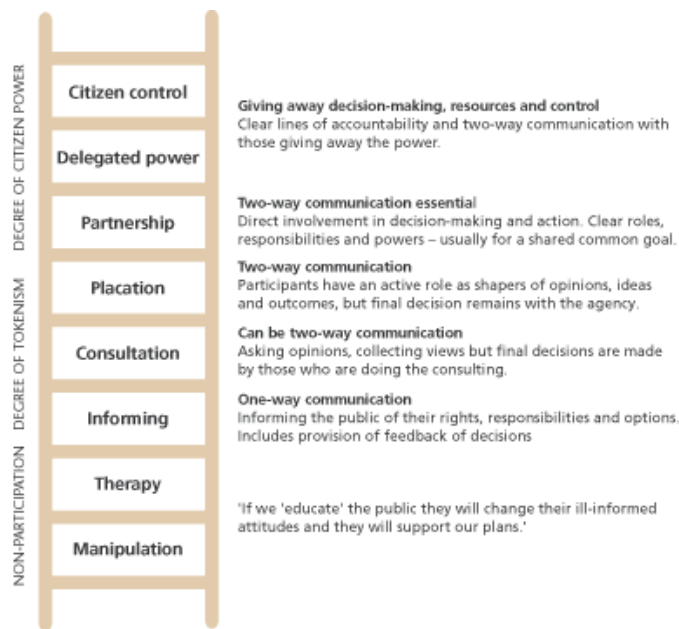 DEGREE OF CITIZEN POWER
Citizen control
Delegated power
Giving away decision-making, resources and control
Clear lines of accountability and two-way communication with
those giving away the power.
Partnership
Two-way communication essential
Direct involvement in decision-making and action. Clear roles,
responsibilities and powers – usually for a shared common goal.
DEGREE OF TOKENISM
Placation
Two-way communication
Participants have an active role as shapers of opinions, ideas
and outcomes, but final decision remains with the agency.
Consultation
Can be two-way communication
Asking opinions, collecting views but final decisions are made
by those who are doing the consulting.
Informing
One-way communication
Informing the public of their rights, responsibilities and options.
Includes provision of feedback of decisions
NON-PARTICIPATION
Therapy
Manipulation
'If we 'educate' the public they will change their ill-informed
attitudes and they will support our plans.'